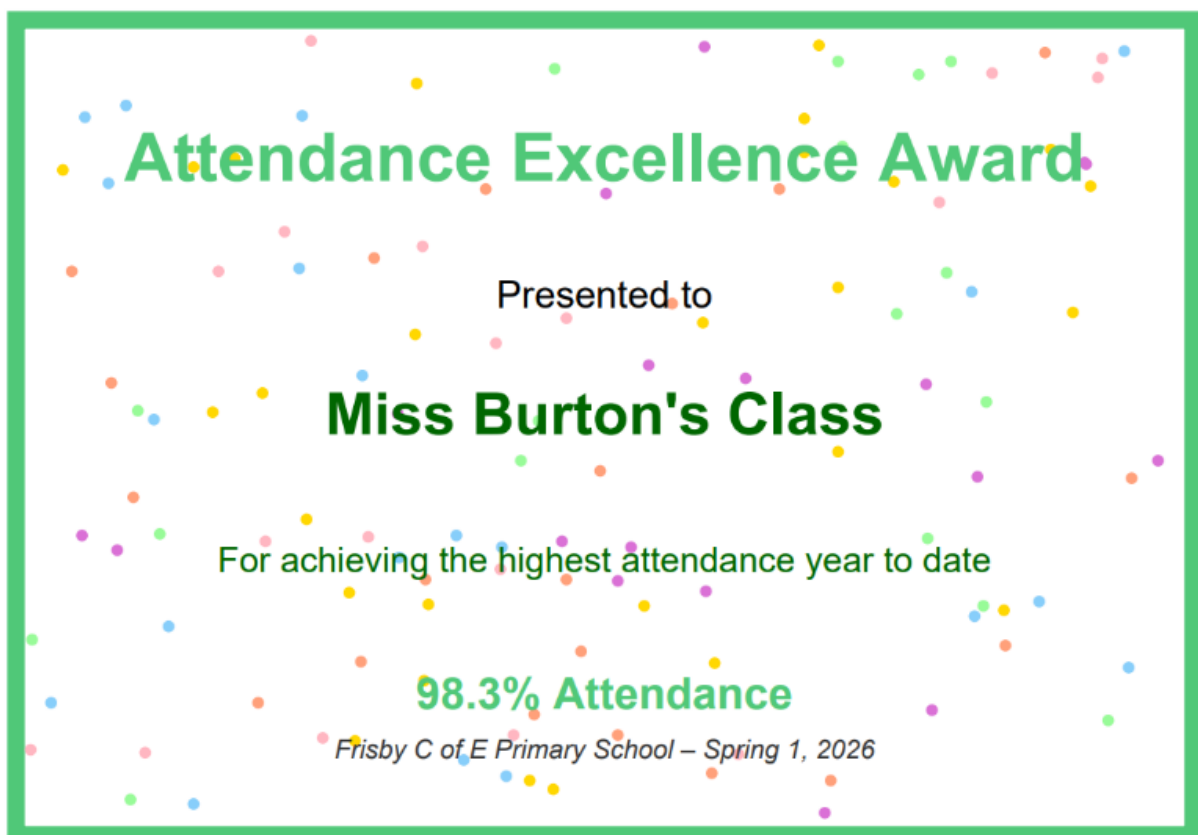 Attendance Excellence Award
Presented to
Miss Burton's Class
For achieving the highest attendance year to date
98.3% Attendance
Frisby C of E Primary School – Spring 1, 2026